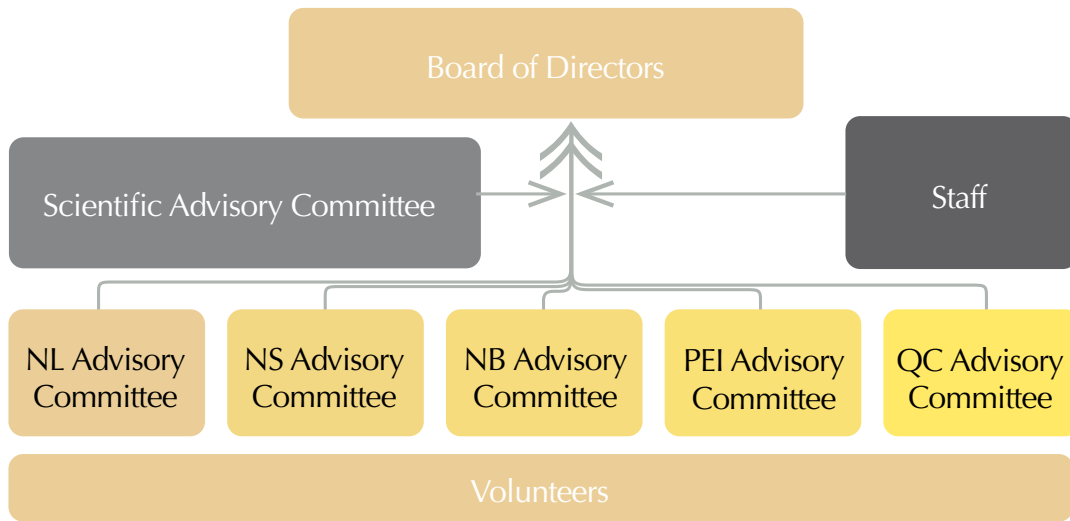 Board of Directors
Scientific Advisory Committee
Staff
NL Advisory
Committee
NS Advisory
Committee
NB Advisory
Committee
PEI Advisory
Committee
QC Advisory
Committee
Volunteers